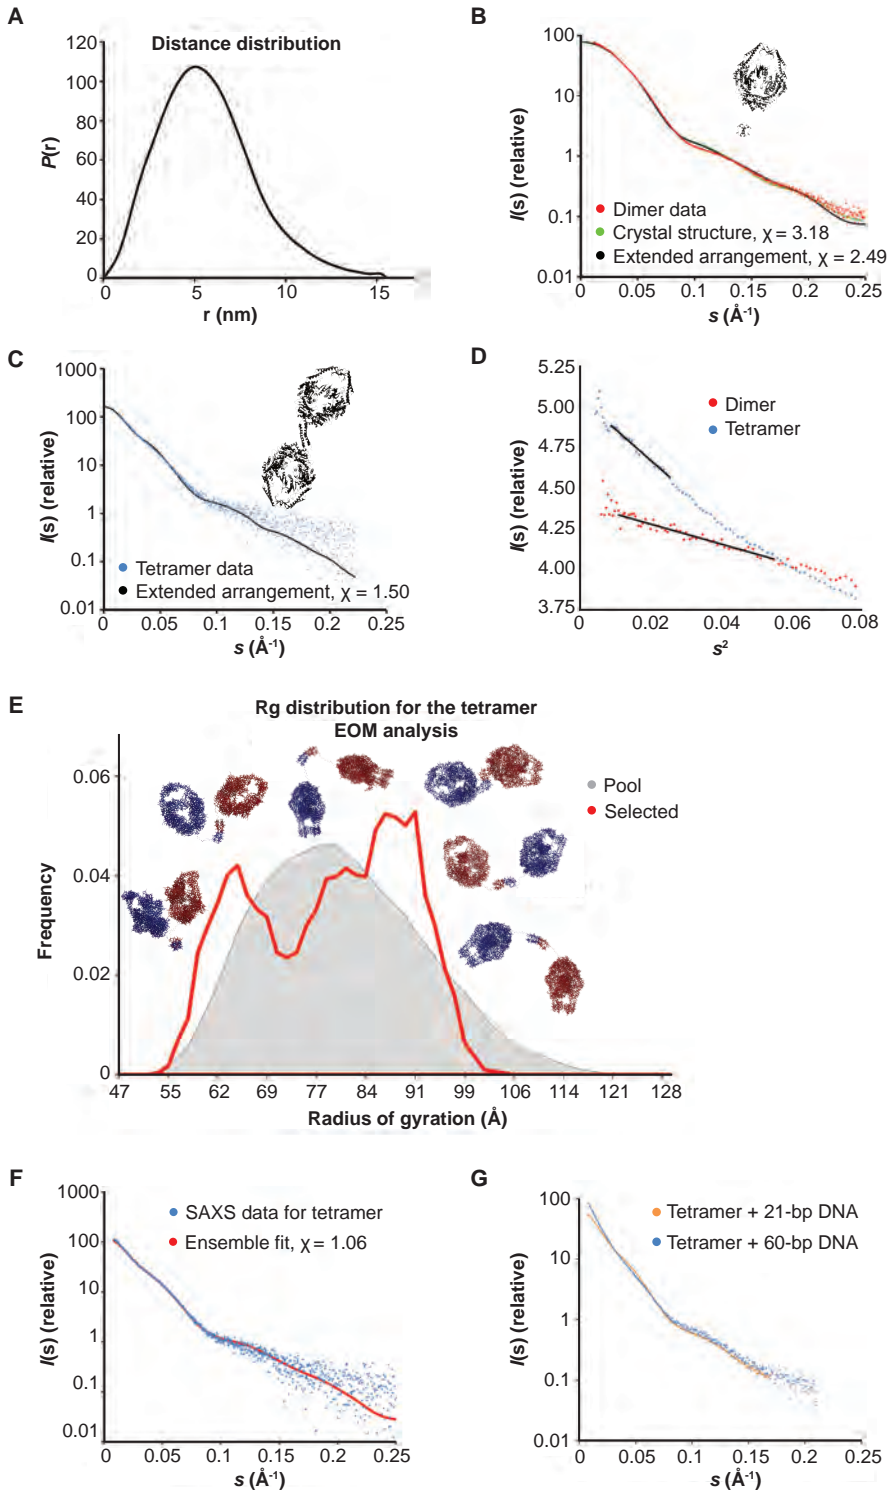 A
Distance distribution
120
100
80
60
40
20
0
P(r)
0
5
10
15
r (nm)
B
100
10
1
0.1
0.01
I(s) (relative)
Dimer data
Crystal structure, χ = 3.18
Extended arrangement, χ = 2.49
0
0.05
0.1
0.15
0.20
0.25
s (Å-1)
C
1000
100
10
1
0.1
0.01
I(s) (relative)
Tetramer data
Extended arrangement, χ = 1.50
0
0.05
0.1
0.15
0.2
0.25
s (Å-1)
D
5.25
5.00
4.75
4.50
4.25
4.00
3.75
I(s) (relative)
Dimer
Tetramer
0
0.02
0.04
0.06
0.08
s2
E
Rg distribution for the tetramer
EOM analysis
0.06
0.04
0.02
0
Frequency
Pool
Selected
47
55
62
69
77
84
91
99
106
114
121
128
Radius of gyration (Å)
F
1000
100
10
1
0.1
0.01
I(s) (relative)
SAXS data for tetramer
Ensemble fit, χ = 1.06
0
0.05
0.1
0.15
0.2
0.25
s (Å-1)
G
100
10
1
0.1
0.01
I(s) (relative)
Tetramer + 21-bp DNA
Tetramer + 60-bp DNA
0
0.05
0.1
0.15
0.2
0.25
s (Å-1)